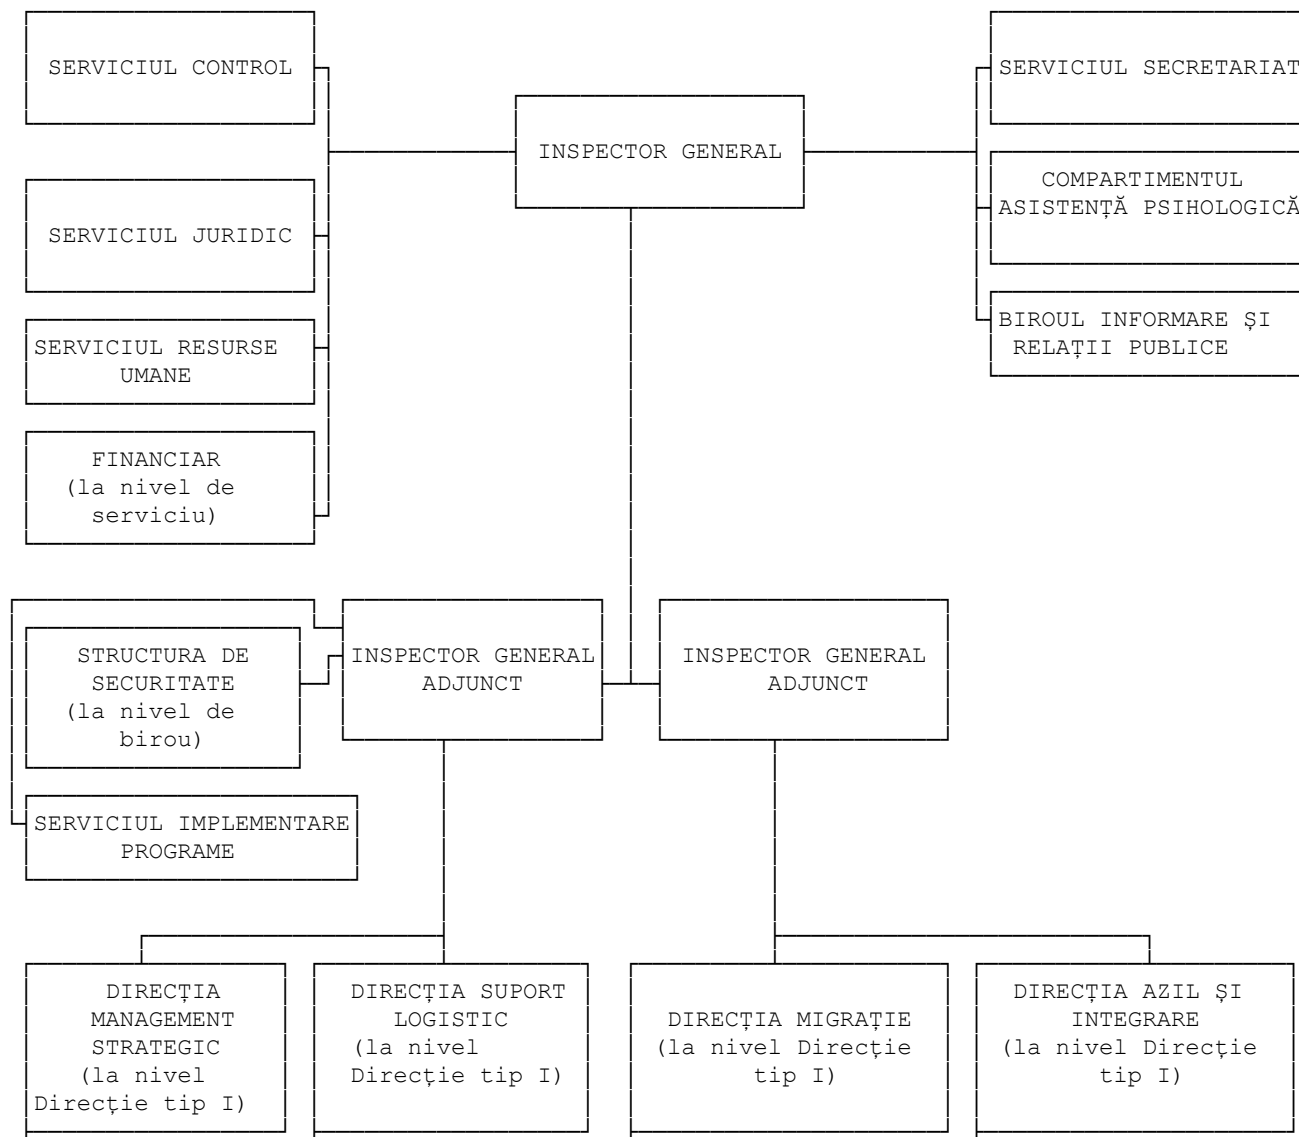 SERVICIUL CONTROL
SERVICIUL SECRETARIAT
INSPECTOR GENERAL
COMPARTIMENTUL
ASISTENȚĂ PSIHOLOGICĂ
SERVICIUL JURIDIC
BIROUL INFORMARE ȘI
RELAȚII PUBLICE
SERVICIUL RESURSE
UMANE
FINANCIAR
(la nivel de
serviciu)
STRUCTURA DE
SECURITATE
(la nivel de
birou)
INSPECTOR GENERAL
ADJUNCT
INSPECTOR GENERAL
ADJUNCT
SERVICIUL IMPLEMENTARE
PROGRAME
DIRECȚIA
MANAGEMENT
STRATEGIC
(la nivel
Direcție tip I)
DIRECȚIA SUPORT
LOGISTIC
(la nivel
Direcție tip I)
DIRECȚIA MIGRAȚIE
(la nivel Direcție
tip I)
DIRECȚIA AZIL ȘI
INTEGRARE
(la nivel Direcție
tip I)